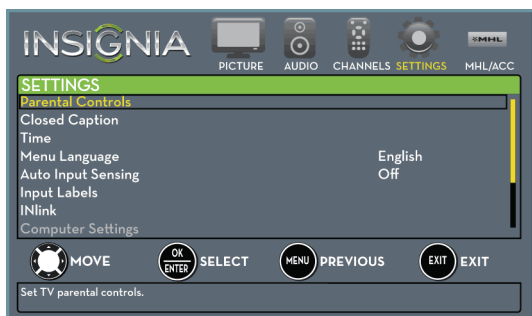 INSIGNIA
PICTURE AUDIO CHANNELS SETTINGS MHL/ACC
MHL
SETTINGS
Parental Controls
Closed Caption
Time
Menu Language English
Auto Input Sensing Off
Input Labels
INlink
Computer Settings
MOVE OK/ENTER SELECT MENU PREVIOUS EXIT EXIT
Set TV parental controls.